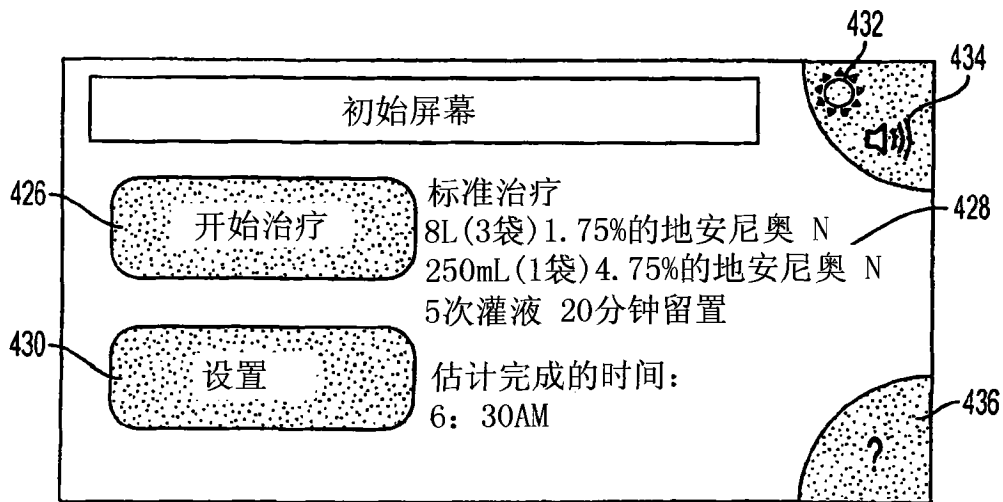 432
434
初始屏幕
426
开始治疗
标准治疗
8L(3袋)1.75%的地安尼奥 N
428
250mL(1袋)4.75%的地安尼奥 N
5次灌液 20分钟留置
430
设置
估计完成的时间:
6: 30AM
436
?